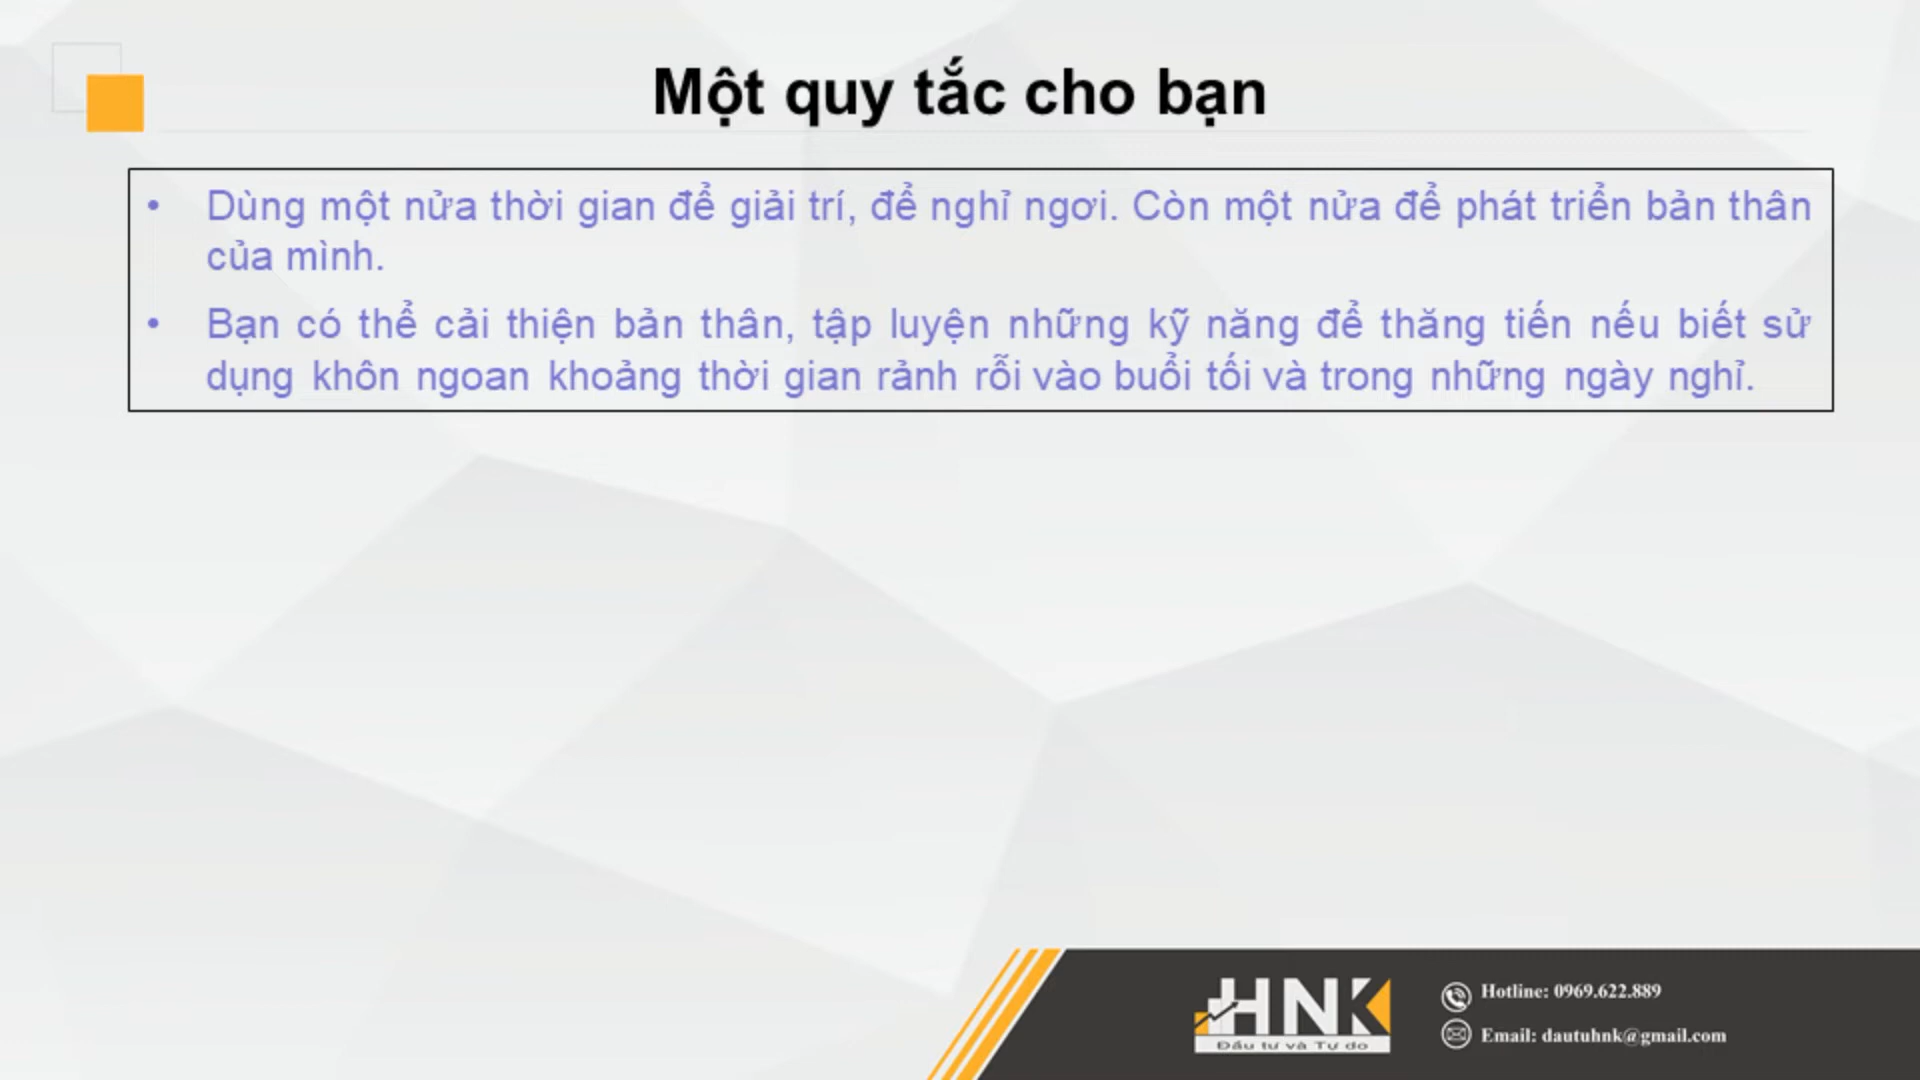 Một quy tắc cho bạn
• Dùng một nửa thời gian để giải trí, để nghỉ ngơi. Còn một nửa để phát triển bản thân
của mình.
• Bạn có thể cải thiện bản thân, tập luyện những kỹ năng để thăng tiến nếu biết sử
dụng khôn ngoan khoảng thời gian rảnh rỗi vào buổi tối và trong những ngày nghỉ.
HNK
Đầu tư và Tự do
Hotline: 0969.622.889
Email: dautuhnk@gmail.com